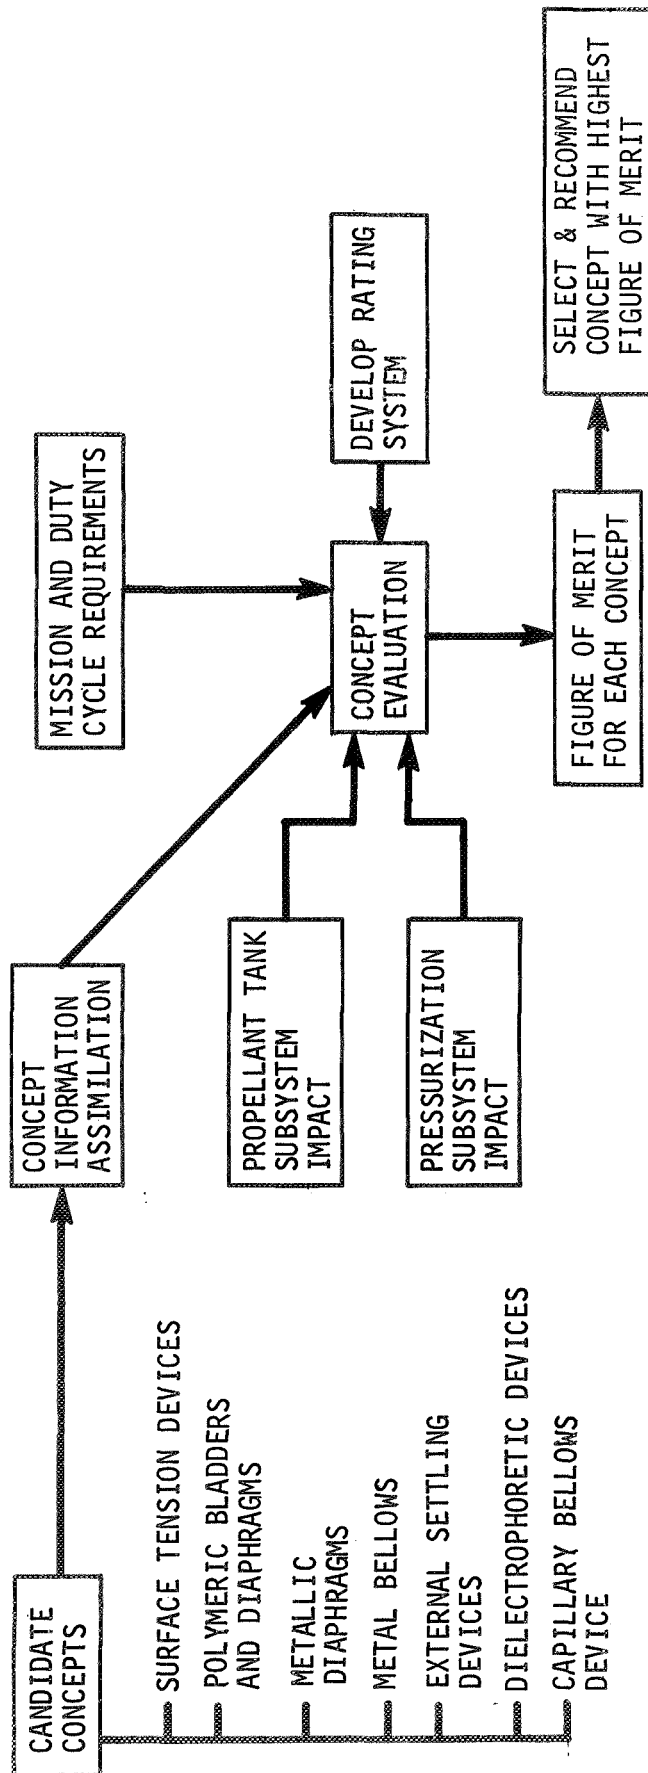 CANDIDATE
CONCEPTS
SURFACE TENSION DEVICES
POLYMERIC BLADDERS
AND DIAPHRAGMS
METALLIC
DIAPHRAGMS
METAL BELLOWS
EXTERNAL SETTLING
DEVICES
DIELECTROPHORETIC DEVICES
CAPILLARY BELLOWS
DEVICE
CONCEPT
INFORMATION
ASSIMILATION
PROPELLANT TANK
SUBSYSTEM
IMPACT
PRESSURIZATION
SUBSYSTEM
IMPACT
MISSION AND DUTY
CYCLE REQUIREMENTS
CONCEPT
EVALUATION
DEVELOP RATING
SYSTEM
FIGURE OF MERIT
FOR EACH CONCEPT
SELECT & RECOMMEND
CONCEPT WITH HIGHEST
FIGURE OF MERIT